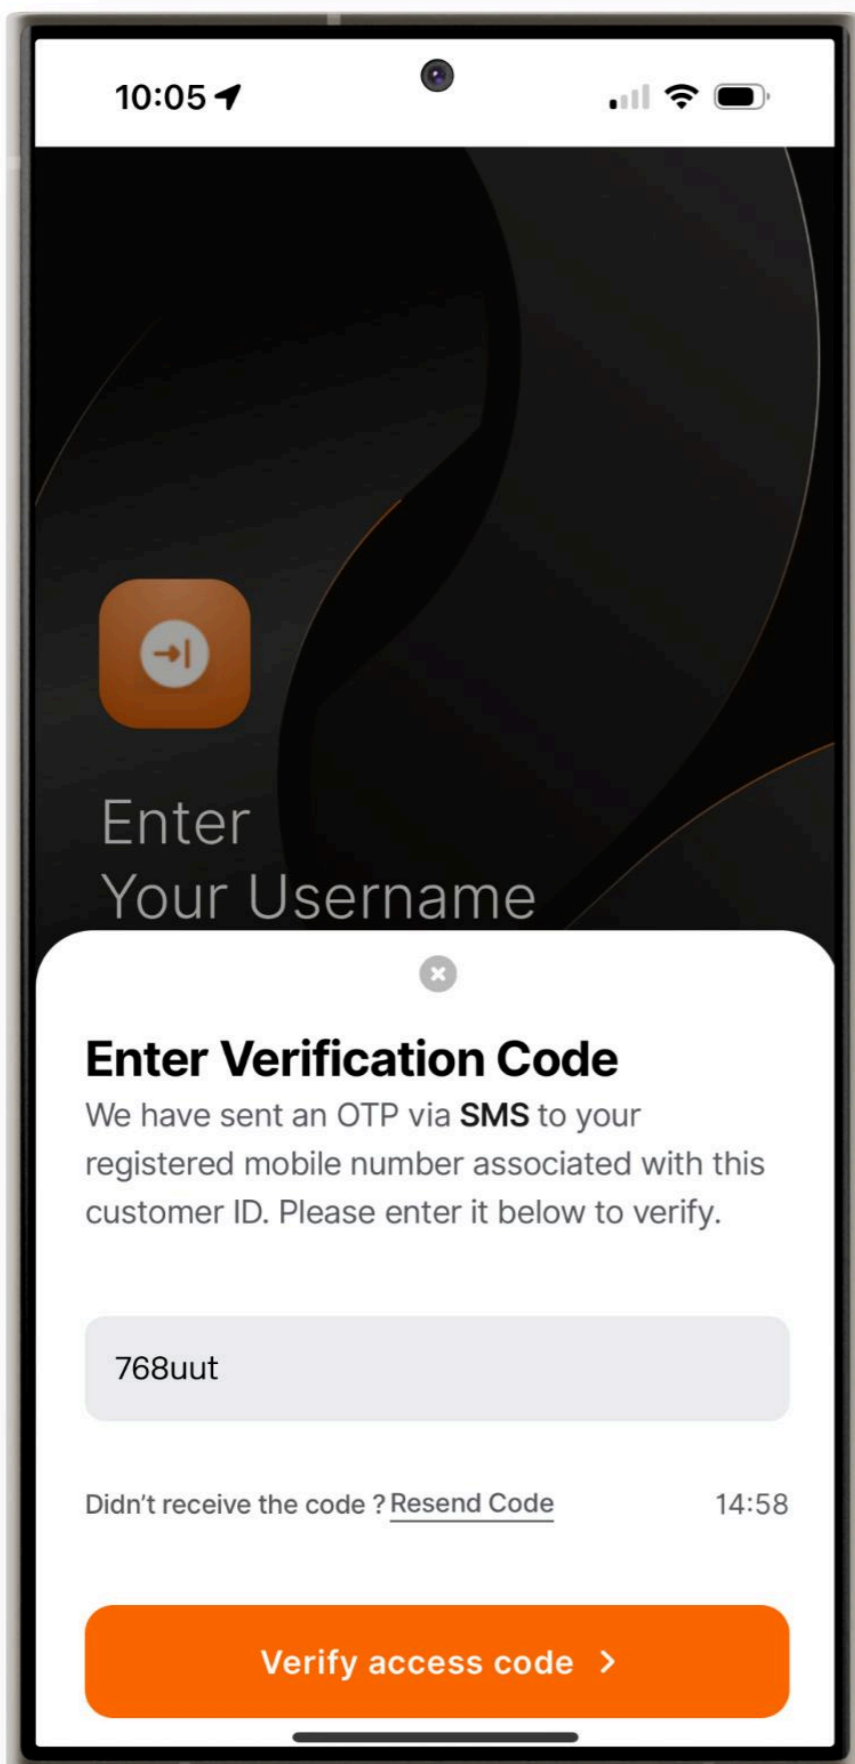 10:05
Enter
Your Username
Enter Verification Code
We have sent an OTP via SMS to your
registered mobile number associated with this
customer ID. Please enter it below to verify.
768uut
Didn't receive the code ? Resend Code 14:58
Verify access code